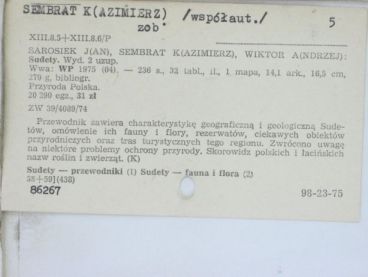 SEMBRAT K(AZIMIERZ) /współaut./ 5
zob.
XIII.8.5+XIII.8.6/P
SAROSIEK J(AN), SEMBRAT K(AZIMIERZ), WIKTOR A(NDRZEJ):
Sudety. Wyd. 2 uzup.
Wwa: WP 1975 (04). — 236 s., 32 tabl., il., 1 mapa, 14,1 ark., 16,5 cm,
279 g, bibliogr.
Przyroda Polska.
20 290 egz., 31 zł
ZW 39/4089/74
Przewodnik zawiera charakterystykę geograficzną i geologiczną Sude-
tów, omówienie ich fauny i flory, rezerwatów, ciekawych obiektów
przyrodniczych oraz tras turystycznych tego regionu. Zwrócono uwagę
na niektóre problemy ochrony przyrody. Skorowidz polskich i łacińskich
nazw roślin i zwierząt. (K)
Sudety — przewodniki (1) Sudety — fauna i flora (2)
58+59](438)
86267 98-23-75